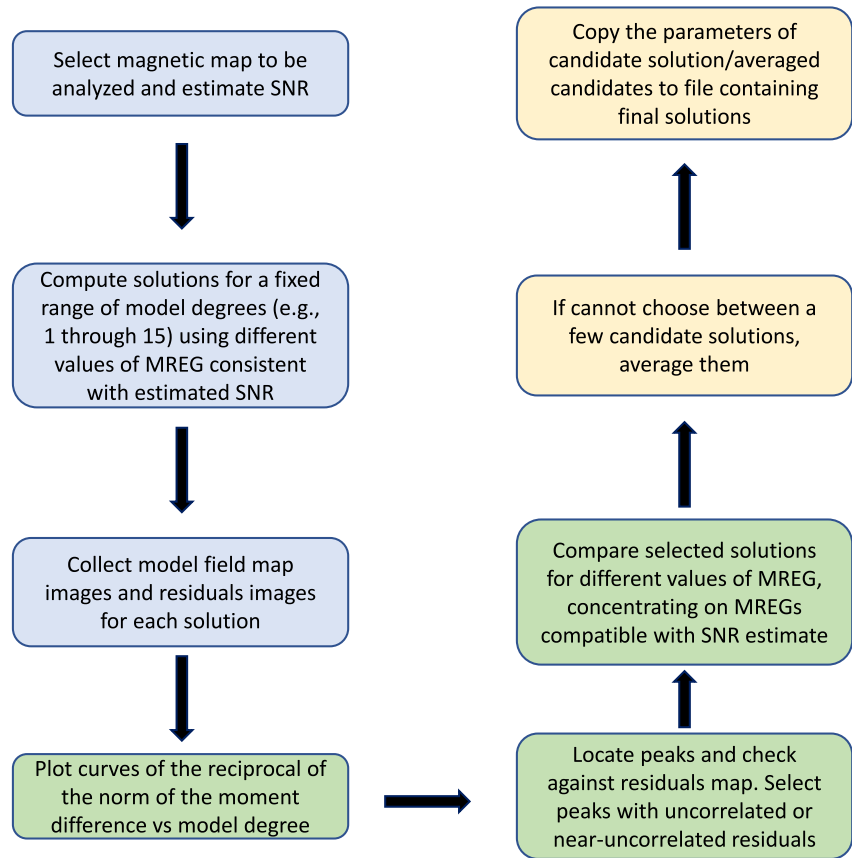 Select magnetic map to be
analyzed and estimate SNR
Compute solutions for a fixed
range of model degrees (e.g.,
1 through 15) using different
values of MREG consistent
with estimated SNR
Collect model field map
images and residuals images
for each solution
Plot curves of the reciprocal of
the norm of the moment
difference vs model degree
Locate peaks and check
against residuals map. Select
peaks with uncorrelated or
near-uncorrelated residuals
Compare selected solutions
for different values of MREG,
concentrating on MREGs
compatible with SNR estimate
If cannot choose between a
few candidate solutions,
average them
Copy the parameters of
candidate solution/averaged
candidates to file containing
final solutions